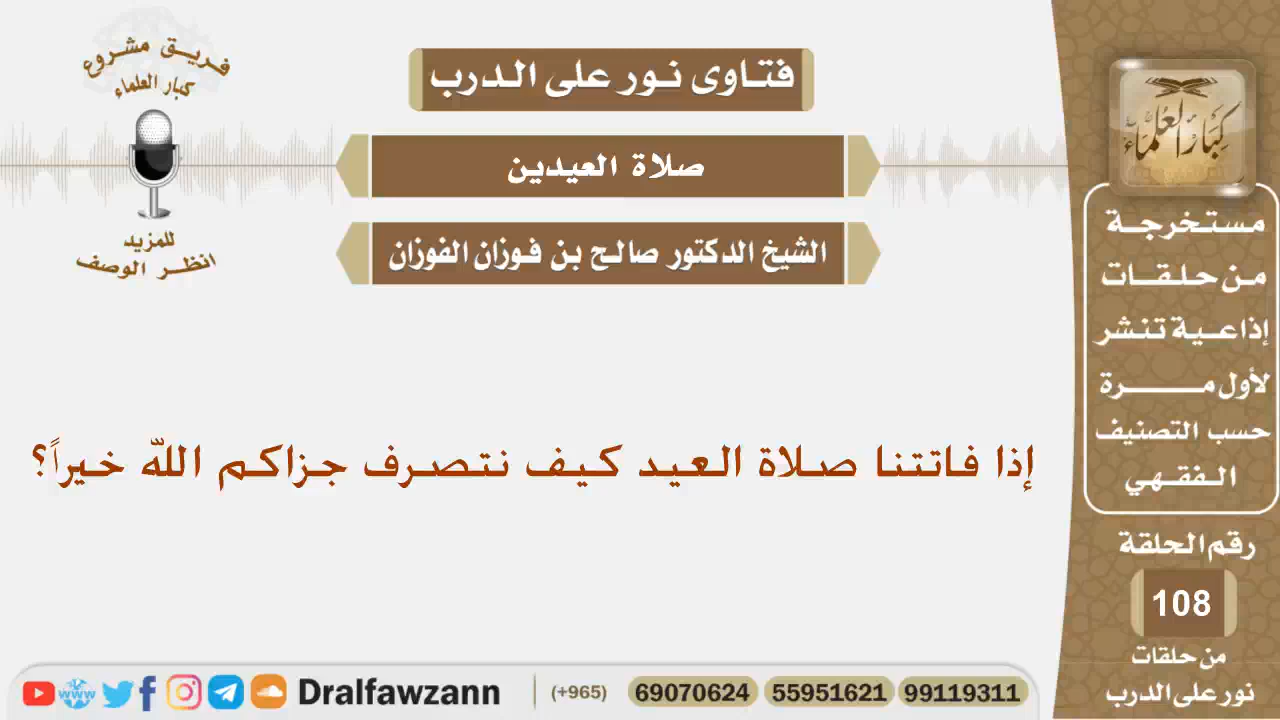 فريق مشروع
كبار العلماء
للمزيد
انظر الوصف
فتاوى نور على الدرب
صلاة العيدين
الشيخ الدكتور صالح بن فوزان الفوزان
إذا فاتتنا صلاة العيد كيف نتصرف جزاكم الله خيراً؟
كبار العلماء
مستخرجة
من حلقات
إذاعية تنشر
لأول مرة
حسب التصنيف
الفقهي
رقم الحلقة
108
من حلقات
نور على الدرب
Dralfawzann (+965) 69070624 55951621 99119311